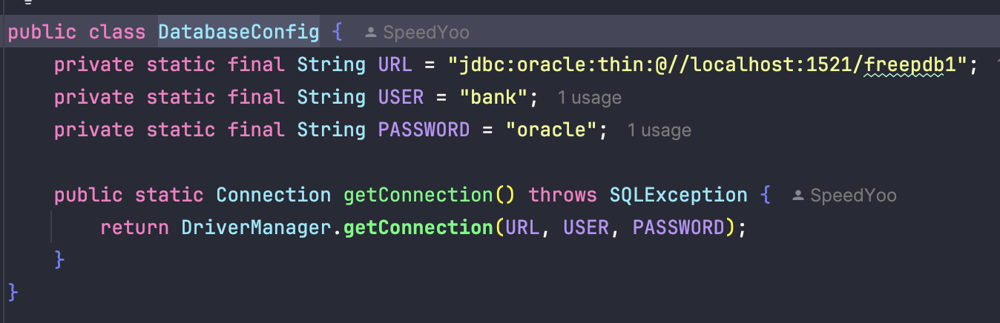 public class DatabaseConfig { SpeedYoo
private static final String URL = "jdbc:oracle:thin:@//localhost:1521/freepdb1";
private static final String USER = "bank"; 1 usage
private static final String PASSWORD = "oracle"; 1 usage
public static Connection getConnection() throws SQLException { SpeedYoo
return DriverManager.getConnection(URL, USER, PASSWORD);
}
}